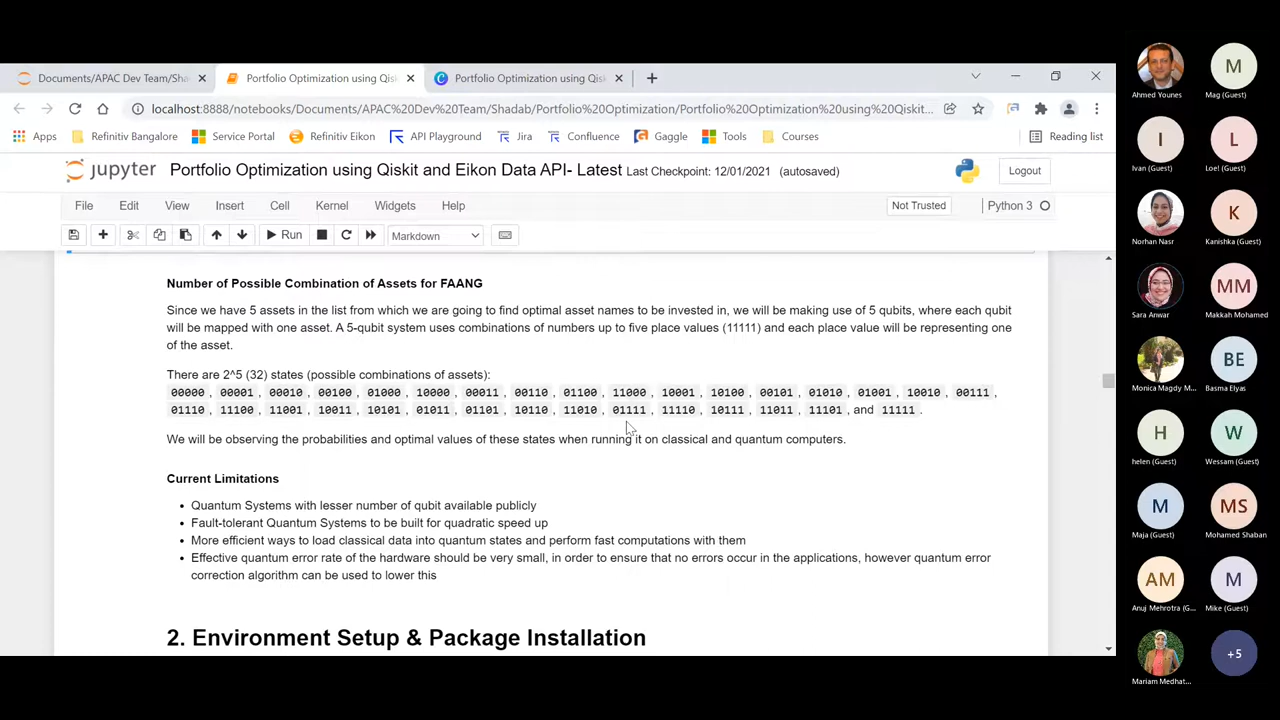 Documents/APAC Dev Team/Sha
Portfolio Optimization using Qis
Portfolio Optimization using Qisk
localhost:8888/notebooks/Documents/APAC%20Dev%20Team/Shadab/Portfolio%20Optimization/Portfolio%20Optimization%20using%20Qiskit...
Apps Refinitiv Bangalore Service Portal Refinitiv Eikon API Playground Jira Confluence Kaggle Tools Courses Reading list
jupyter Portfolio Optimization using Qiskit and Eikon Data API- Latest Last Checkpoint: 12/01/2021 (autosaved) Logout
File Edit View Insert Cell Kernel Widgets Help Not Trusted Python 3
Run Markdown
Number of Possible Combination of Assets for FAANG
Since we have 5 assets in the list from which we are going to find optimal asset names to be invested in, we will be making use of 5 qubits, where each qubit
will be mapped with one asset. A 5-qubit system uses combinations of numbers up to five place values (11111) and each place value will be representing one
of the asset.
There are 2^5 (32) states (possible combinations of assets):
00000 , 00001 , 00010 , 00100 , 01000 , 10000 , 00011 , 00110 , 01100 , 11000 , 10001 , 10100 , 00101 , 01010 , 01001 , 10010 , 00111 ,
01110 , 11100 , 11001 , 10011 , 10101 , 01011 , 01101 , 10110 , 11010 , 01111 , 11110 , 10111 , 11011 , 11101 , and 11111 .
We will be observing the probabilities and optimal values of these states when running it on classical and quantum computers.
Current Limitations
• Quantum Systems with lesser number of qubit available publicly
• Fault-tolerant Quantum Systems to be built for quadratic speed up
• More efficient ways to load classical data into quantum states and perform fast computations with them
• Effective quantum error rate of the hardware should be very small, in order to ensure that no errors occur in the applications, however quantum error
correction algorithm can be used to lower this
2. Environment Setup & Package Installation
M
Ahmed Younes Mag (Guest)
I L
Ivan (Guest) Loe! (Guest)
K
Norhan Nasr Kanishka (Guest)
MM
Sara Anwar Makkah Mohamed
BE
Monica Magdy M... Basma Elyas
H W
helen (Guest) Wessam (Guest)
M MS
Maja (Guest) Mohamed Shaban
AM M
Anuj Mehrotra (G... Mike (Guest)
+5
Mariam Medhat...